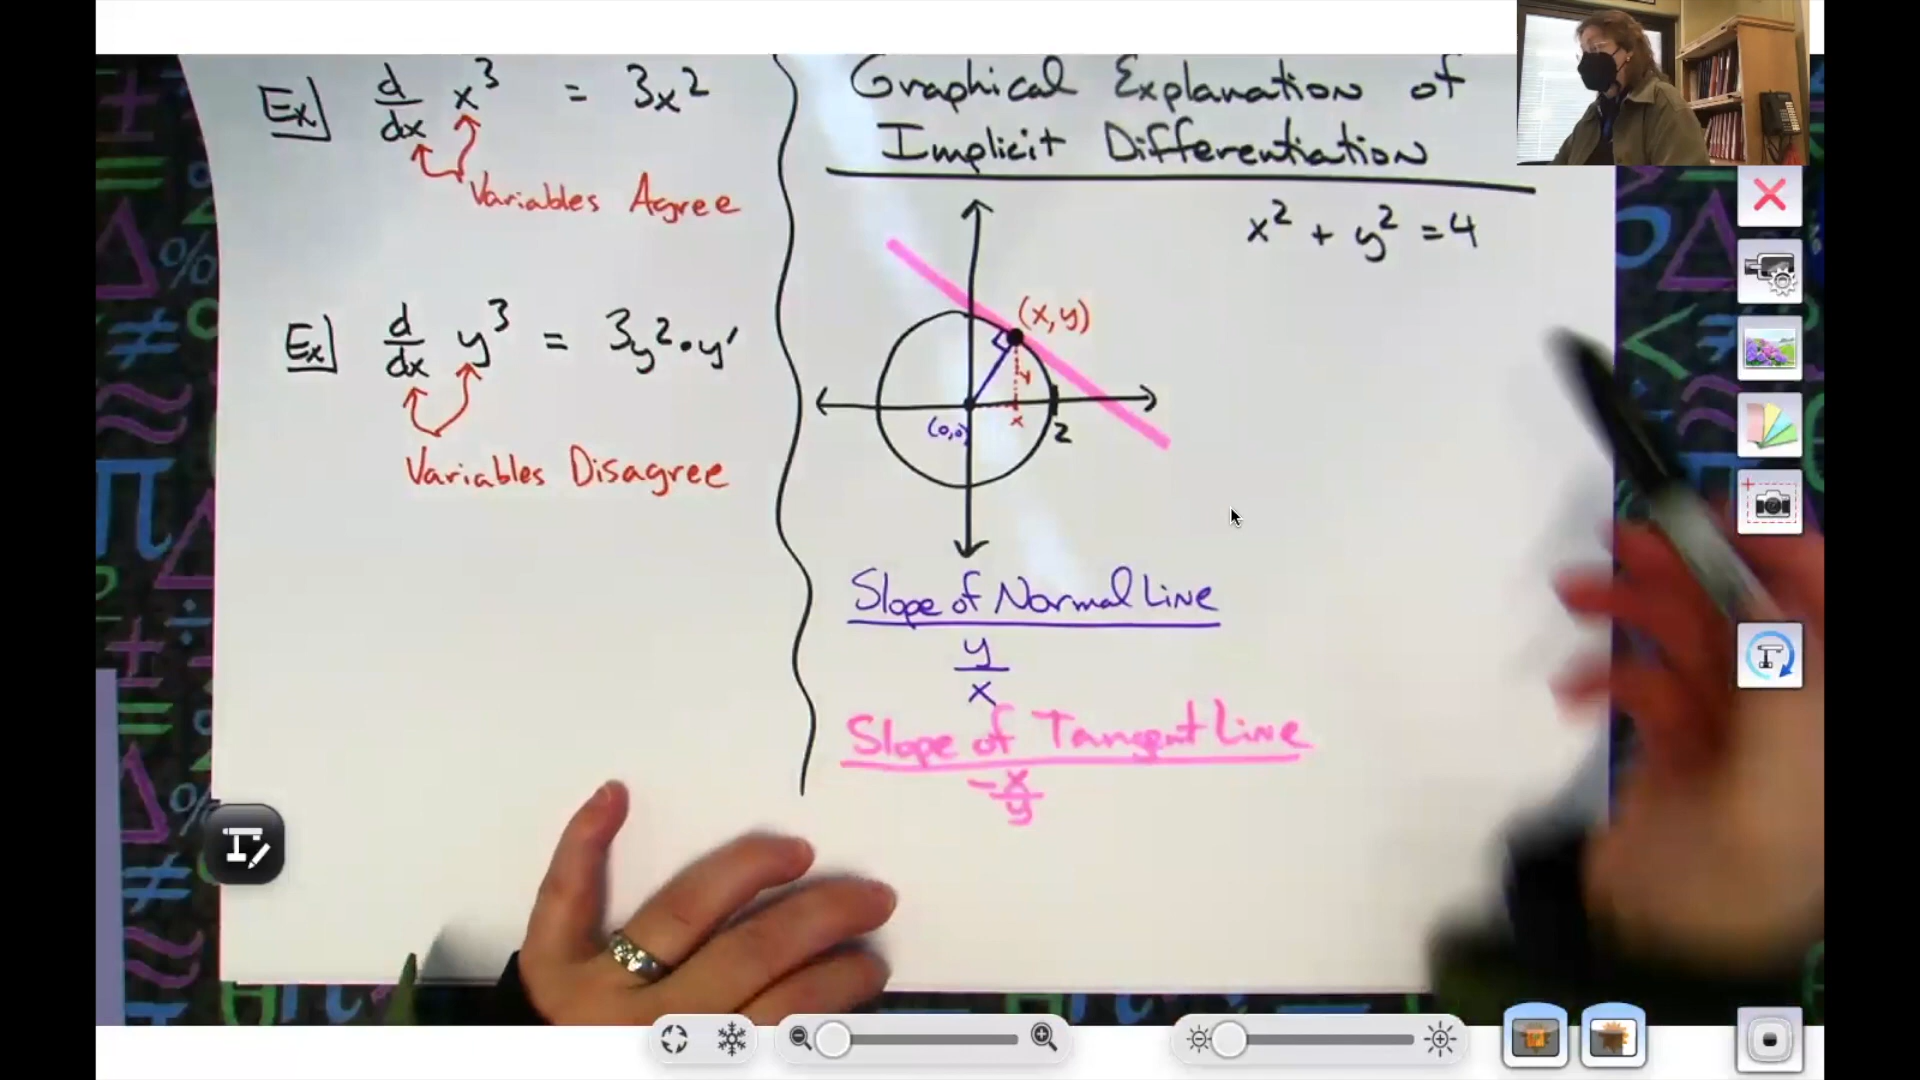 Ex] d/dx x³ = 3x²
Variables Agree
Ex] d/dx y³ = 3y²·y'
Variables Disagree
Graphical Explanation of
Implicit Differentiation
x² + y² = 4
(x,y)
y
x
(0,0)
2
Slope of Normal Line
y/x
Slope of Tangent Line
-x/y